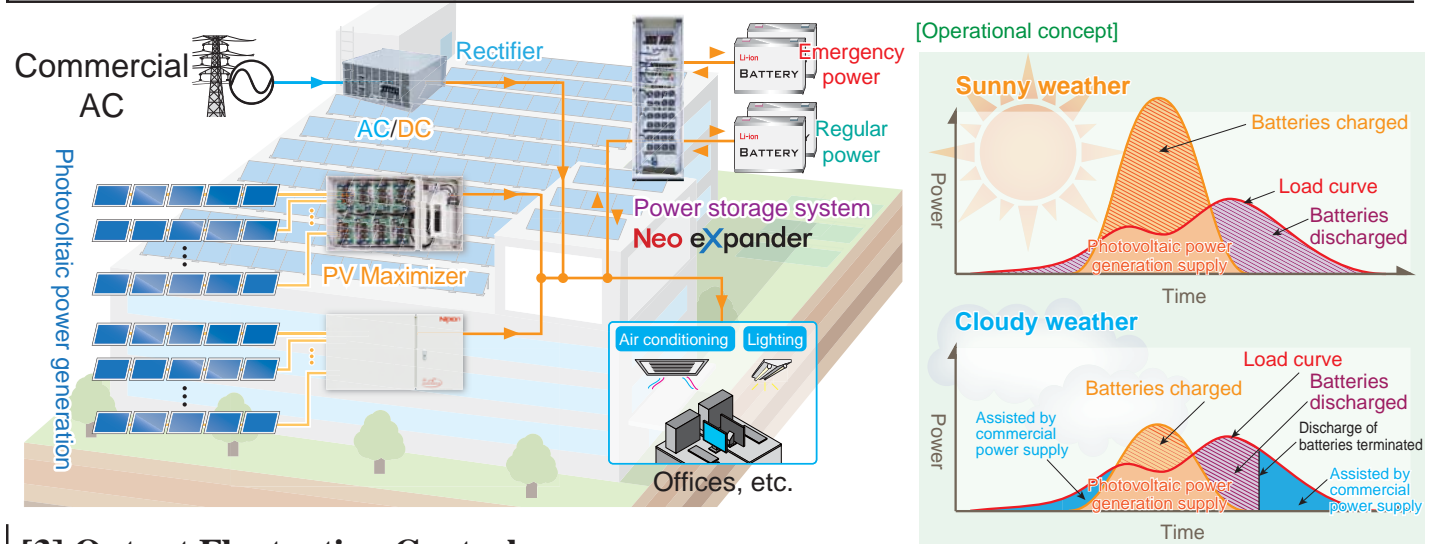 Commercial
AC
Rectifier
AC/DC
Photovoltaic power generation
PV Maximizer
Nipron
Li-ion
BATTERY
Emergency
power
Li-ion
BATTERY
Regular
power
Power storage system
Neo eXpander
Air conditioning
Lighting
Offices, etc.
[Operational concept]
Sunny weather
Power
Batteries charged
Load curve
Batteries
discharged
Photovoltaic power
generation supply
Time
Cloudy weather
Power
Assisted by
commercial
power supply
Batteries charged
Load curve
Batteries
discharged
Discharge of
batteries terminated
Photovoltaic power
generation supply
Assisted by
commercial
power supply
Time